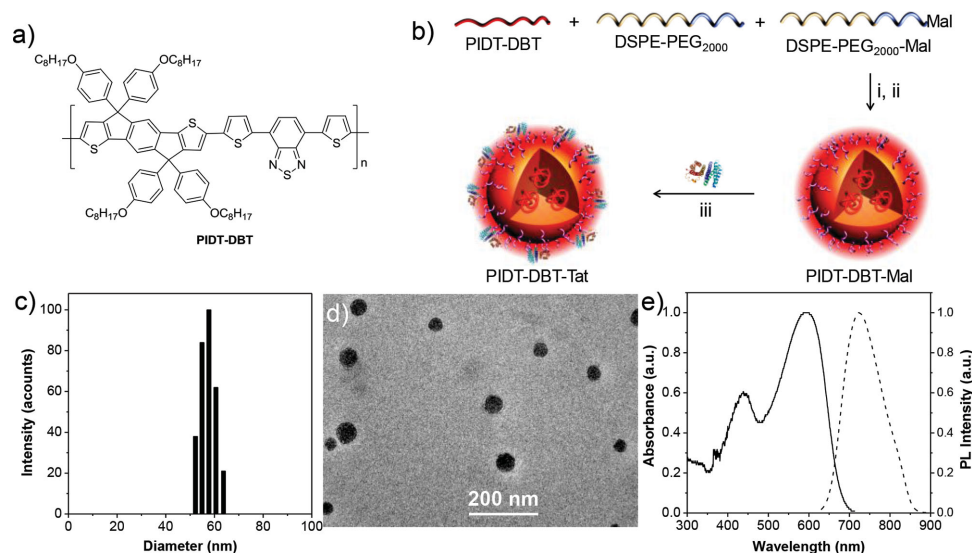 a)
C₈H₁₇O
OC₈H₁₇
S
S
S
S
n
N
N
S
C₈H₁₇O
OC₈H₁₇
PIDT-DBT
b)
+
+
Mal
PIDT-DBT
DSPE-PEG₂₀₀₀
DSPE-PEG₂₀₀₀-Mal
i, ii
iii
PIDT-DBT-Tat
PIDT-DBT-Mal
c)
Intensity (acounts)
100
80
60
40
20
0
0 20 40 60 80 100
Diameter (nm)
d)
200 nm
e)
Absorbance (a.u.)
1.0
0.8
0.6
0.4
0.2
0.0
300 400 500 600 700 800 900
Wavelength (nm)
1.0
0.8
0.6
0.4
0.2
0.0
PL Intensity (a.u.)